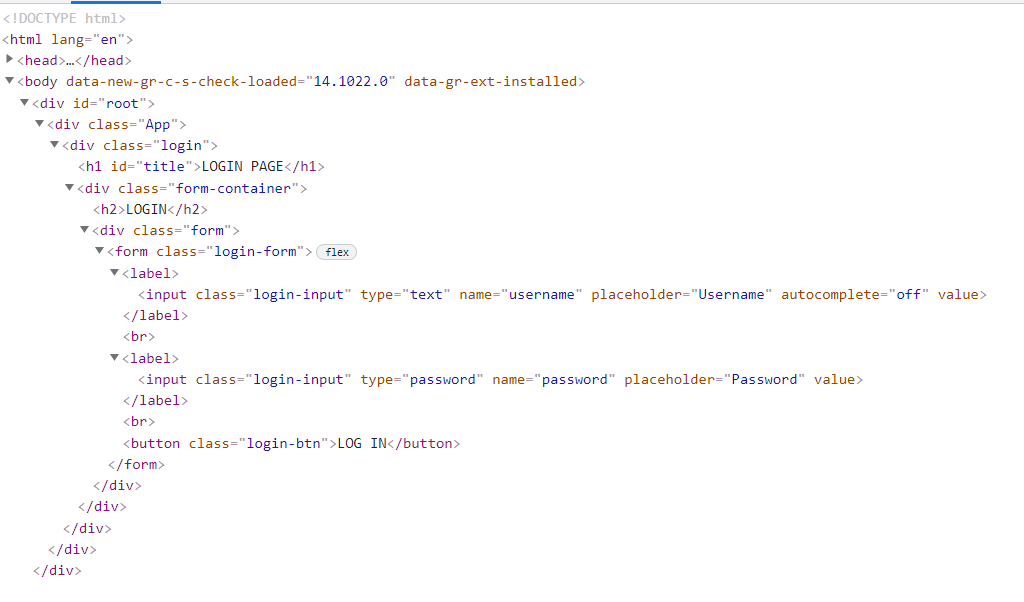 <!DOCTYPE html>
<html lang="en">
<head>…</head>
<body data-new-gr-c-s-check-loaded="14.1022.0" data-gr-ext-installed>
<div id="root">
<div class="App">
<div class="login">
<h1 id="title">LOGIN PAGE</h1>
<div class="form-container">
<h2>LOGIN</h2>
<div class="form">
<form class="login-form"> flex
<label>
<input class="login-input" type="text" name="username" placeholder="Username" autocomplete="off" value>
</label>
<br>
<label>
<input class="login-input" type="password" name="password" placeholder="Password" value>
</label>
<br>
<button class="login-btn">LOG IN</button>
</form>
</div>
</div>
</div>
</div>
</div>